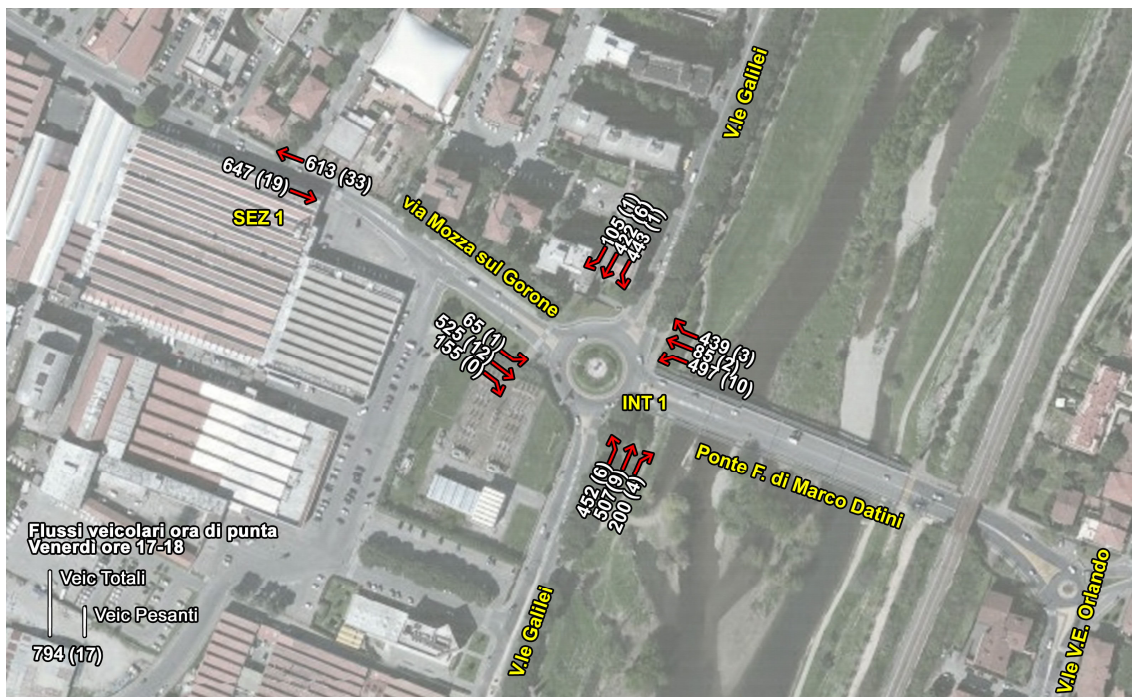 V.le Galilei
613 (33)
647 (19)
SEZ 1
via Mozza sul Gorone
105 (1)
422 (6)
443 (1)
65 (1)
525 (12)
155 (0)
439 (3)
85 (2)
497 (10)
INT 1
452 (6)
507 (9)
200 (4)
Ponte F. di Marco Datini
Flussi veicolari ora di punta
Venerdì ore 17-18
Veic Totali
Veic Pesanti
794 (17)
V.le Galilei
V.le V.E. Orlando